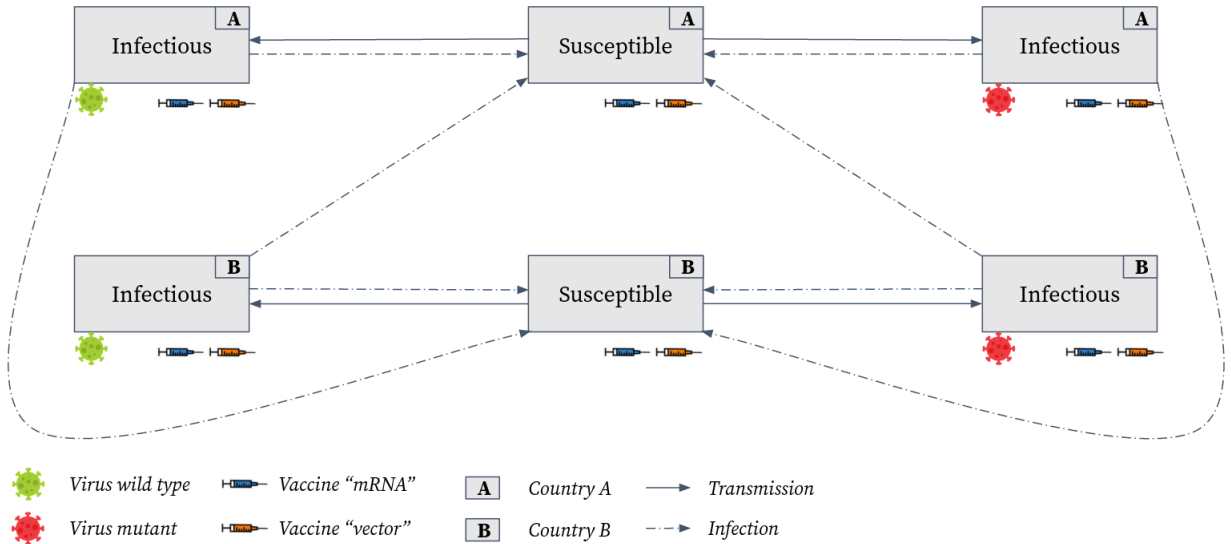 A
Infectious
A
Susceptible
A
Infectious
B
Infectious
B
Susceptible
B
Infectious
Virus wild type
Vaccine “mRNA”
A
Country A
Transmission
Virus mutant
Vaccine “vector”
B
Country B
Infection